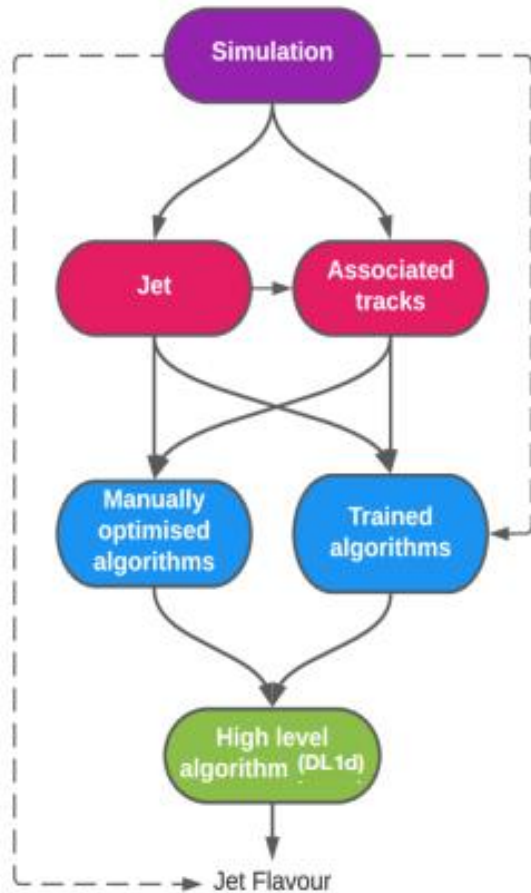 Simulation
Jet
Associated
tracks
Manually
optimised
algorithms
Trained
algorithms
High level
algorithm (DL1d)
Jet Flavour